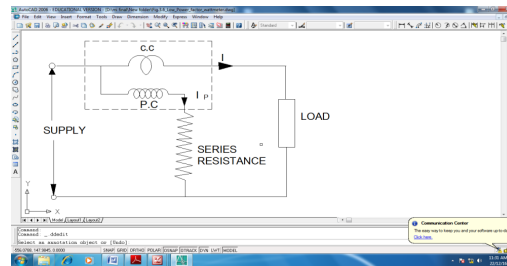 AutoCAD 2006 - EDUCATIONAL VERSION -
File Edit View Insert Format Tools Draw Dimension Modify Express Window Help
Standard
C.C
I
I P
P.C
SUPPLY
LOAD
SERIES
RESISTANCE
Y
X
Model Layout1 Layout2
Communication Center
The easy way to keep you and your software up-to-d
Click here.
Command
Command _ddedit
Select an annotation object or [Undo]
SNAP GRID ORTHO POLAR OSNAP OTRACK DYN LWT MODEL